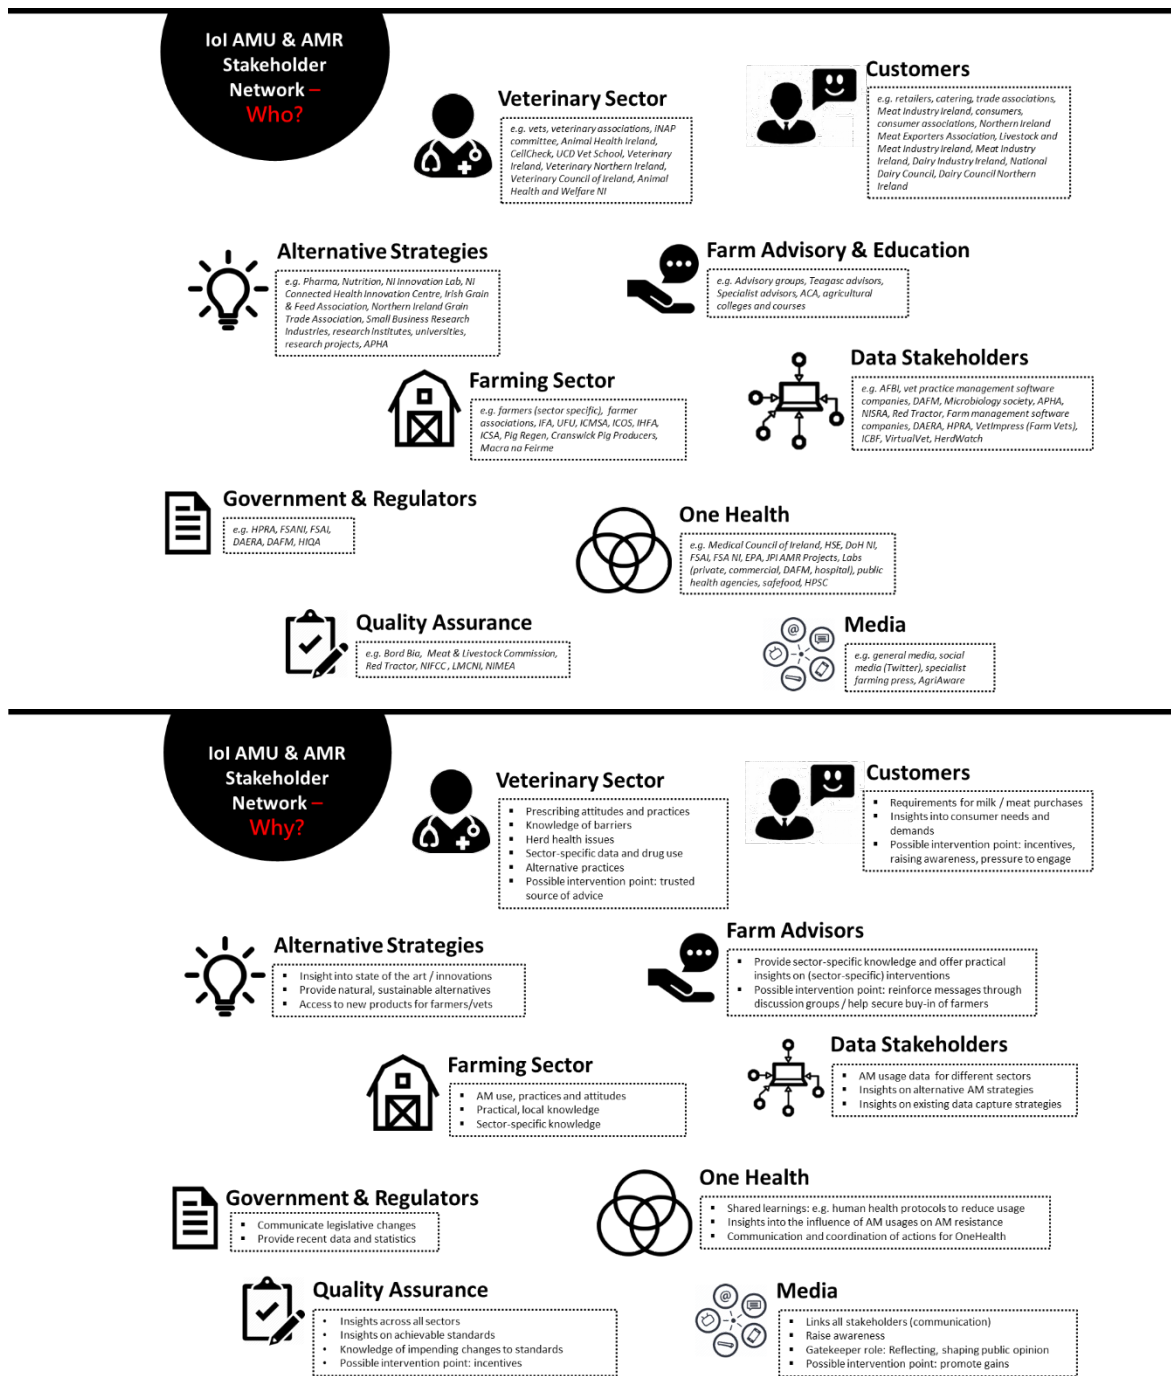 IoI AMU & AMR
Stakeholder
Network –
Who?
Veterinary Sector
e.g. vets, veterinary associations, iNAP
committee, Animal Health Ireland,
CellCheck, UCD Vet School, Veterinary
Ireland, Veterinary Northern Ireland,
Veterinary Council of Ireland, Animal
Health and Welfare NI
Customers
e.g. retailers, catering, trade associations,
Meat Industry Ireland, consumers,
consumer associations, Northern Ireland
Meat Exporters Association, Livestock and
Meat Industry Ireland, Meat Industry
Ireland, Dairy Industry Ireland, National
Dairy Council, Dairy Council Northern
Ireland
Alternative Strategies
e.g. Pharma, Nutrition, NI Innovation Lab, NI
Connected Health Innovation Centre, Irish Grain
& Feed Association, Northern Ireland Grain
Trade Association, Small Business Research
Industries, research institutes, universities,
research projects, APHA
Farm Advisory & Education
e.g. Advisory groups, Teagasc advisors,
Specialist advisors, ACA, agricultural
colleges and courses
Farming Sector
e.g. farmers (sector specific), farmer
associations, IFA, UFU, ICMSA, ICOS, IHFA,
ICSA, Pig Regen, Cranswick Pig Producers,
Macra na Feirme
Data Stakeholders
e.g. AFBI, vet practice management software
companies, DAFM, Microbiology society, APHA,
NISRA, Red Tractor, Farm management software
companies, DAERA, HPRA, VetImpress (Farm Vets),
ICBF, VirtualVet, HerdWatch
Government & Regulators
e.g. HPRA, FSANI, FSAI,
DAERA, DAFM, HIQA
One Health
e.g. Medical Council of Ireland, HSE, DoH NI,
FSAI, FSA NI, EPA, JPI AMR Projects, Labs
(private, commercial, DAFM, hospital), public
health agencies, safefood, HPSC
Quality Assurance
e.g. Bord Bia, Meat & Livestock Commission,
Red Tractor, NIFCC , LMCNI, NIMEA
Media
e.g. general media, social
media (Twitter), specialist
farming press, AgriAware
IoI AMU & AMR
Stakeholder
Network –
Why?
Veterinary Sector
▪ Prescribing attitudes and practices
▪ Knowledge of barriers
▪ Herd health issues
▪ Sector-specific data and drug use
▪ Alternative practices
▪ Possible intervention point: trusted
source of advice
Customers
▪ Requirements for milk / meat purchases
▪ Insights into consumer needs and
demands
▪ Possible intervention point: incentives,
raising awareness, pressure to engage
Alternative Strategies
▪ Insight into state of the art / innovations
▪ Provide natural, sustainable alternatives
▪ Access to new products for farmers/vets
Farm Advisors
▪ Provide sector-specific knowledge and offer practical
insights on (sector-specific) interventions
▪ Possible intervention point: reinforce messages through
discussion groups / help secure buy-in of farmers
Farming Sector
▪ AM use, practices and attitudes
▪ Practical, local knowledge
▪ Sector-specific knowledge
Data Stakeholders
▪ AM usage data for different sectors
▪ Insights on alternative AM strategies
▪ Insights on existing data capture strategies
Government & Regulators
▪ Communicate legislative changes
▪ Provide recent data and statistics
One Health
▪ Shared learnings: e.g. human health protocols to reduce usage
▪ Insights into the influence of AM usages on AM resistance
▪ Communication and coordination of actions for OneHealth
Quality Assurance
• Insights across all sectors
• Insights on achievable standards
• Knowledge of impending changes to standards
• Possible intervention point: incentives
Media
▪ Links all stakeholders (communication)
▪ Raise awareness
▪ Gatekeeper role: Reflecting, shaping public opinion
▪ Possible intervention point: promote gains